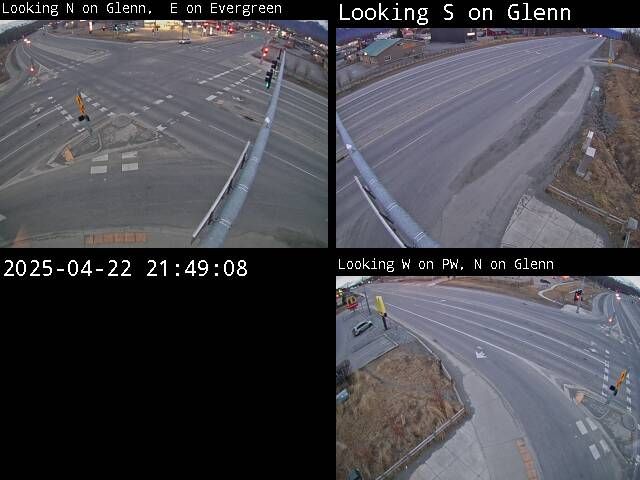 Looking N on Glenn,  E on Evergreen
Looking S on Glenn
2025-04-22 21:49:08
Looking W on PW, N on Glenn